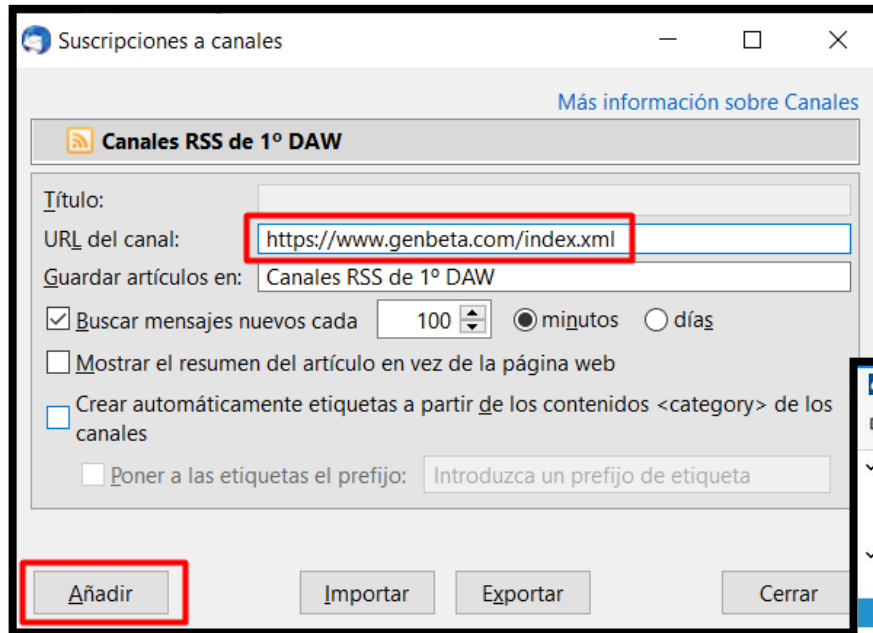 Suscripciones a canales
Más información sobre Canales
Canales RSS de 1º DAW
Título:
URL del canal: https://www.genbeta.com/index.xml
Guardar artículos en: Canales RSS de 1º DAW
Buscar mensajes nuevos cada 100 minutos días
Mostrar el resumen del artículo en vez de la página web
Crear automáticamente etiquetas a partir de los contenidos <category> de los
canales
Poner a las etiquetas el prefijo: Introduzca un prefijo de etiqueta
Añadir Importar Exportar Cerrar